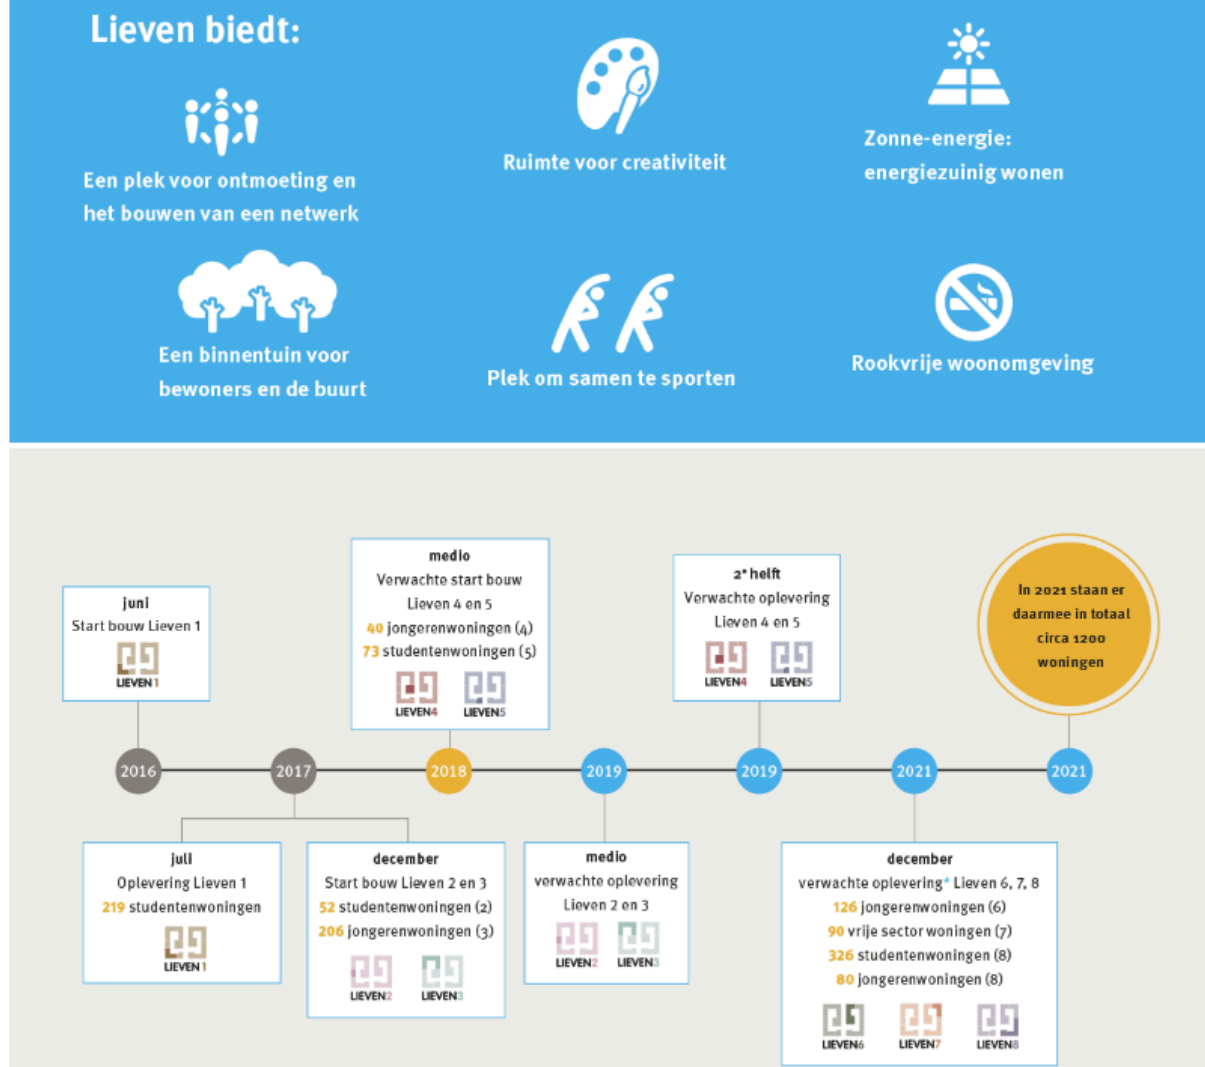 Lieven biedt:
Een plek voor ontmoeting en
het bouwen van een netwerk
Ruimte voor creativiteit
Zonne-energie:
energiezuinig wonen
Een binnentuin voor
bewoners en de buurt
Plek om samen te sporten
Rookvrije woonomgeving
juni
Start bouw Lieven 1
LIEVEN1
medio
Verwachte start bouw
Lieven 4 en 5
40 jongerenwoningen (4)
73 studentenwoningen (5)
LIEVEN4 LIEVEN5
2e helft
Verwachte oplevering
Lieven 4 en 5
LIEVEN4 LIEVEN5
In 2021 staan er
daarmee in totaal
circa 1200
woningen
2016 2017 2018 2019 2019 2021 2021
juli
Oplevering Lieven 1
219 studentenwoningen
LIEVEN1
december
Start bouw Lieven 2 en 3
52 studentenwoningen (2)
206 jongerenwoningen (3)
LIEVEN2 LIEVEN3
medio
verwachte oplevering
Lieven 2 en 3
LIEVEN2 LIEVEN3
december
verwachte oplevering* Lieven 6, 7, 8
126 jongerenwoningen (6)
90 vrije sector woningen (7)
326 studentenwoningen (8)
80 jongerenwoningen (8)
LIEVEN6 LIEVEN7 LIEVEN8